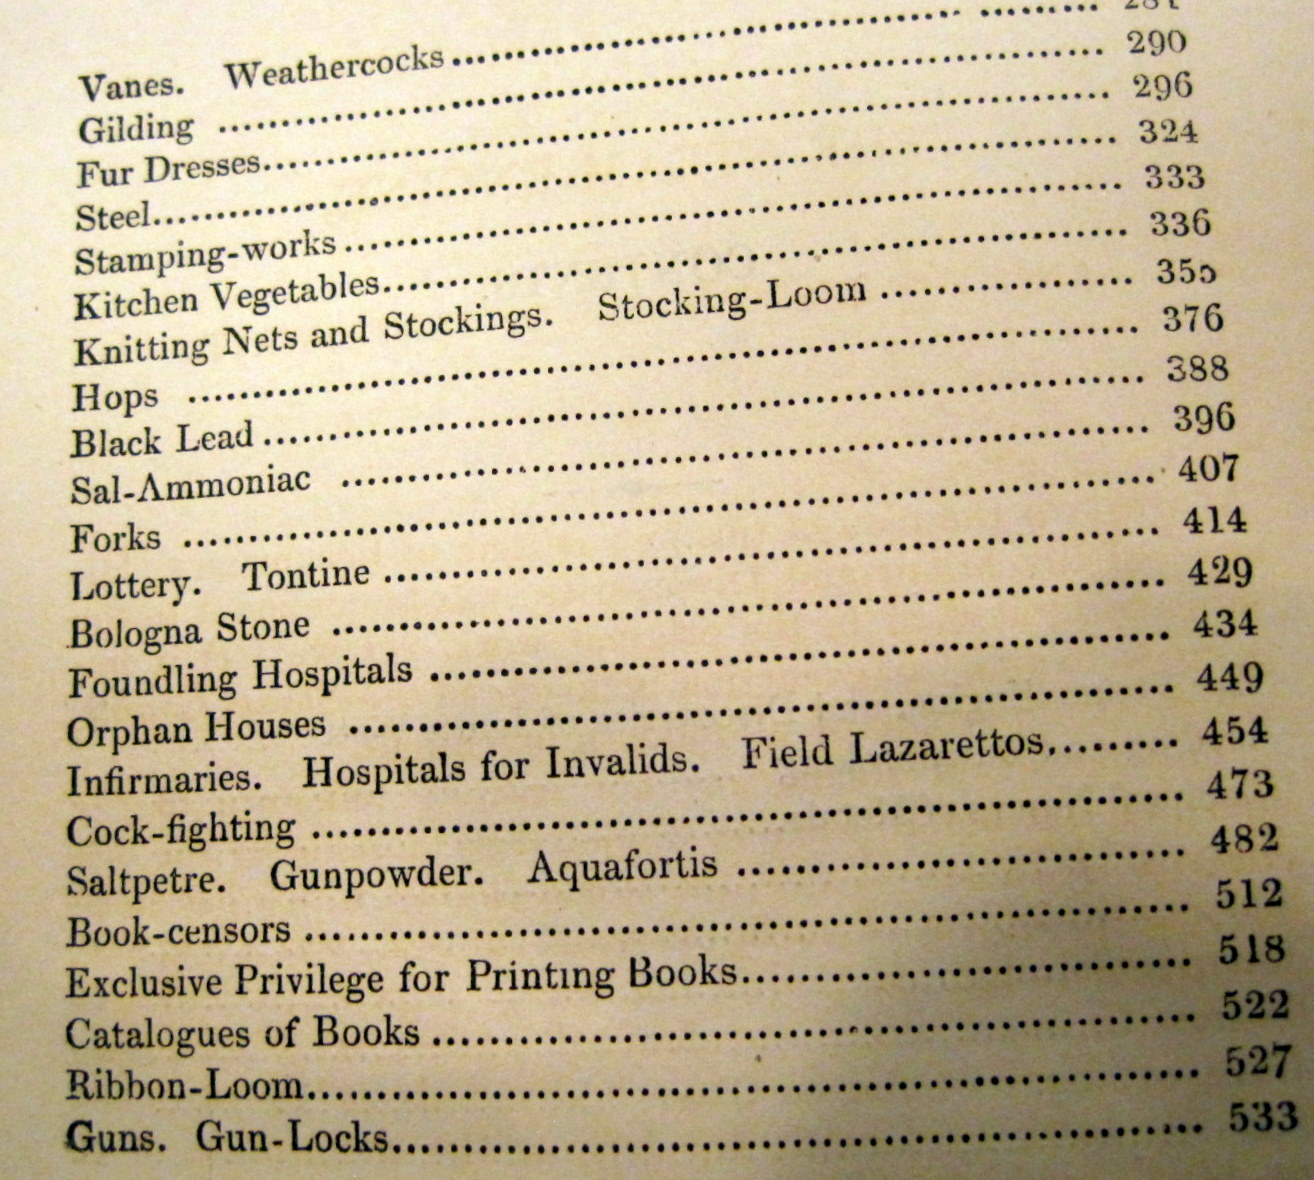 Vanes. Weathercocks
Gilding 290
Fur Dresses 296
Steel 324
Stamping-works 333
Kitchen Vegetables 336
Knitting Nets and Stockings. Stocking-Loom 355
Hops 376
Black Lead 388
Sal-Ammoniac 396
Forks 407
Lottery. Tontine 414
Bologna Stone 429
Foundling Hospitals 434
Orphan Houses 449
Infirmaries. Hospitals for Invalids. Field Lazarettos 454
Cock-fighting 473
Saltpetre. Gunpowder. Aquafortis 482
Book-censors 512
Exclusive Privilege for Printing Books 518
Catalogues of Books 522
Ribbon-Loom 527
Guns. Gun-Locks 533